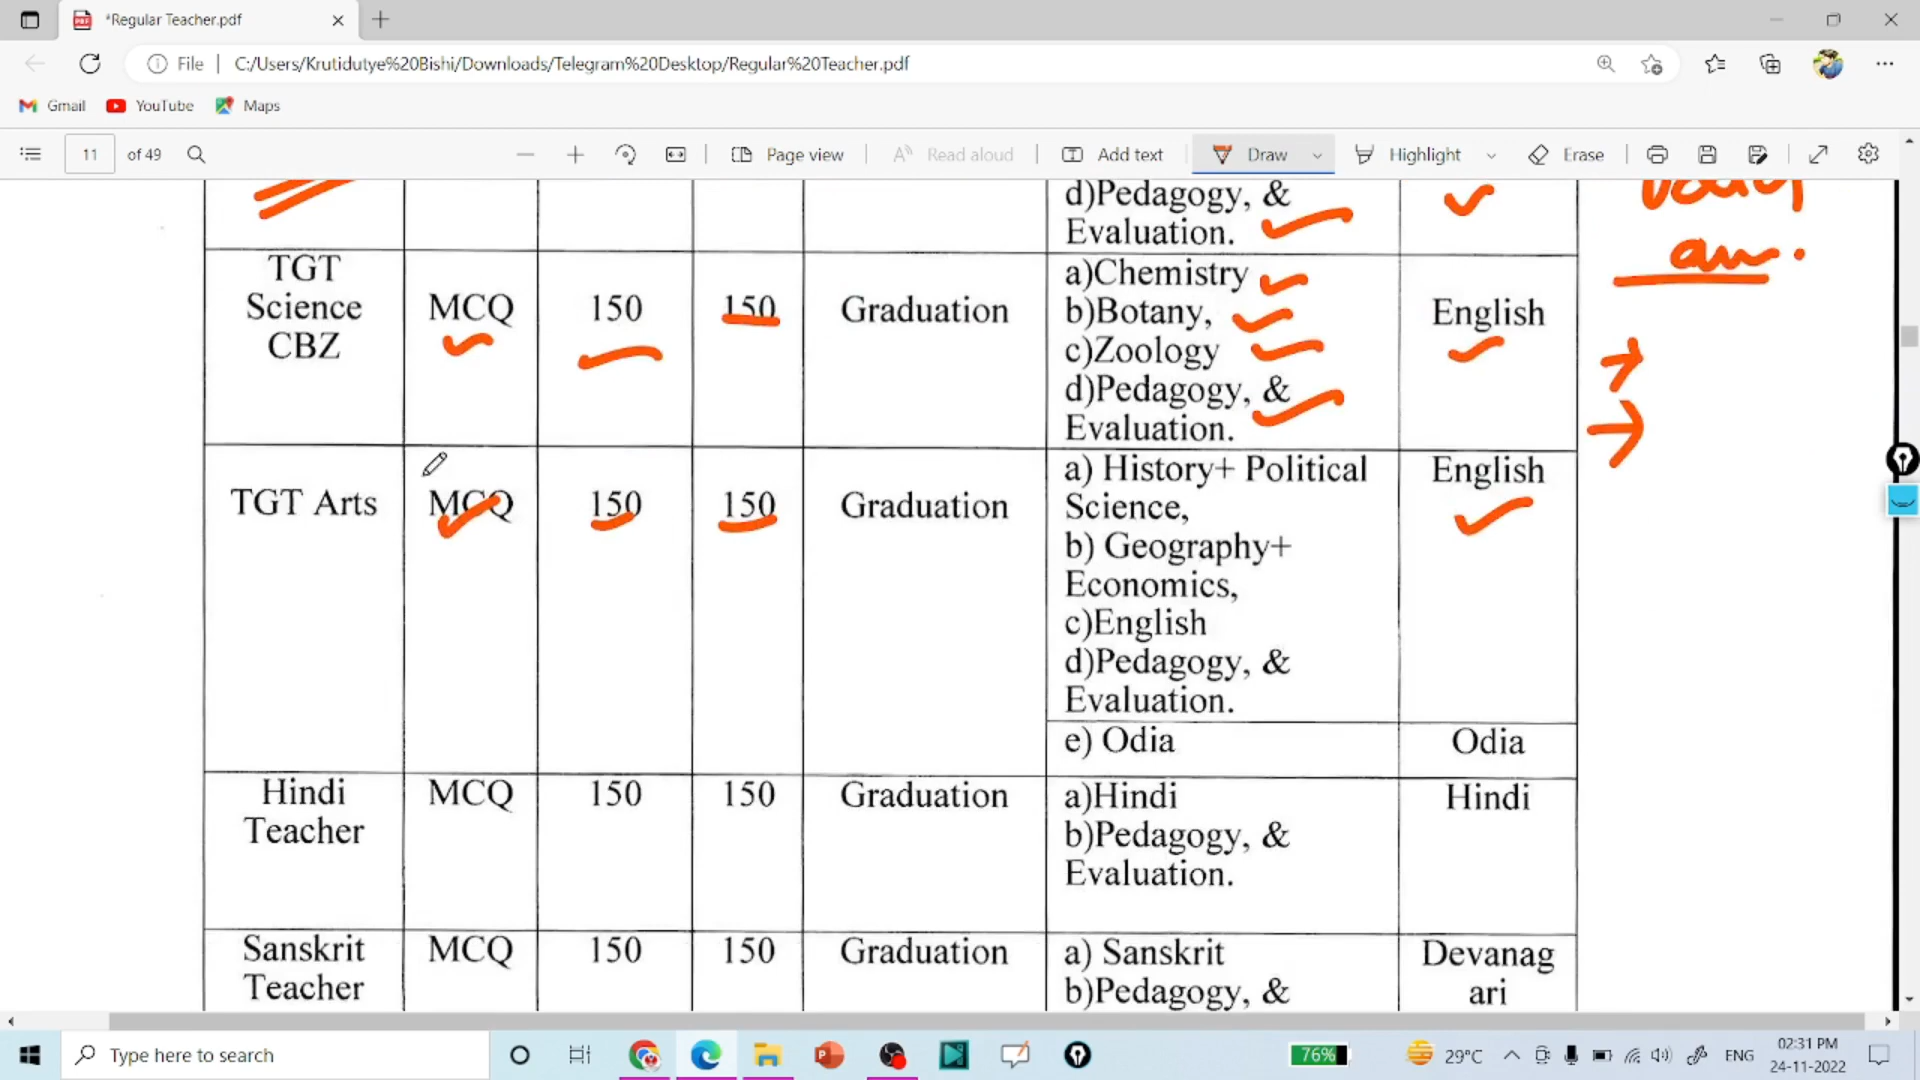 *Regular Teacher.pdf
File | C:/Users/Krutidutye%20Bishi/Downloads/Telegram%20Desktop/Regular%20Teacher.pdf
Gmail YouTube Maps
11 of 49 Page view Read aloud Add text Draw Highlight Erase
d)Pedagogy, &
Evaluation.
TGT
Science
CBZ
MCQ
150
150
Graduation
a)Chemistry
b)Botany,
c)Zoology
d)Pedagogy, &
Evaluation.
English
TGT Arts
MCQ
150
150
Graduation
a) History+ Political
Science,
b) Geography+
Economics,
c)English
d)Pedagogy, &
Evaluation.
English
e) Odia
Odia
Hindi
Teacher
MCQ
150
150
Graduation
a)Hindi
b)Pedagogy, &
Evaluation.
Hindi
Sanskrit
Teacher
MCQ
150
150
Graduation
a) Sanskrit
b)Pedagogy, &
Devanag
ari
Type here to search
76%
29°C
ENG
02:31 PM
24-11-2022